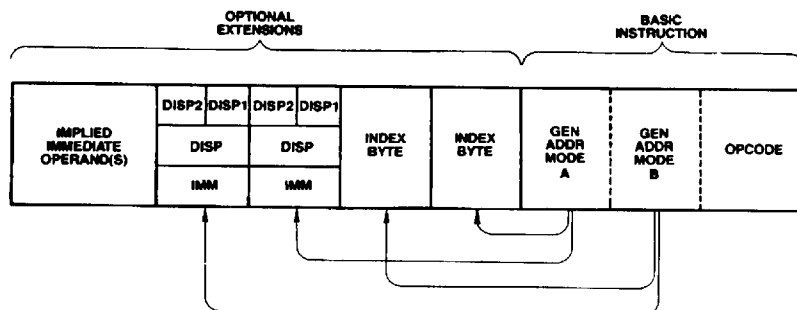 OPTIONAL
EXTENSIONS
BASIC
INSTRUCTION
IMPLIED
IMMEDIATE
OPERAND(S)
DISP2 DISP1 DISP2 DISP1
DISP DISP
IMM IMM
INDEX
BYTE
INDEX
BYTE
GEN
ADDR
MODE
A
GEN
ADDR
MODE
B
OPCODE